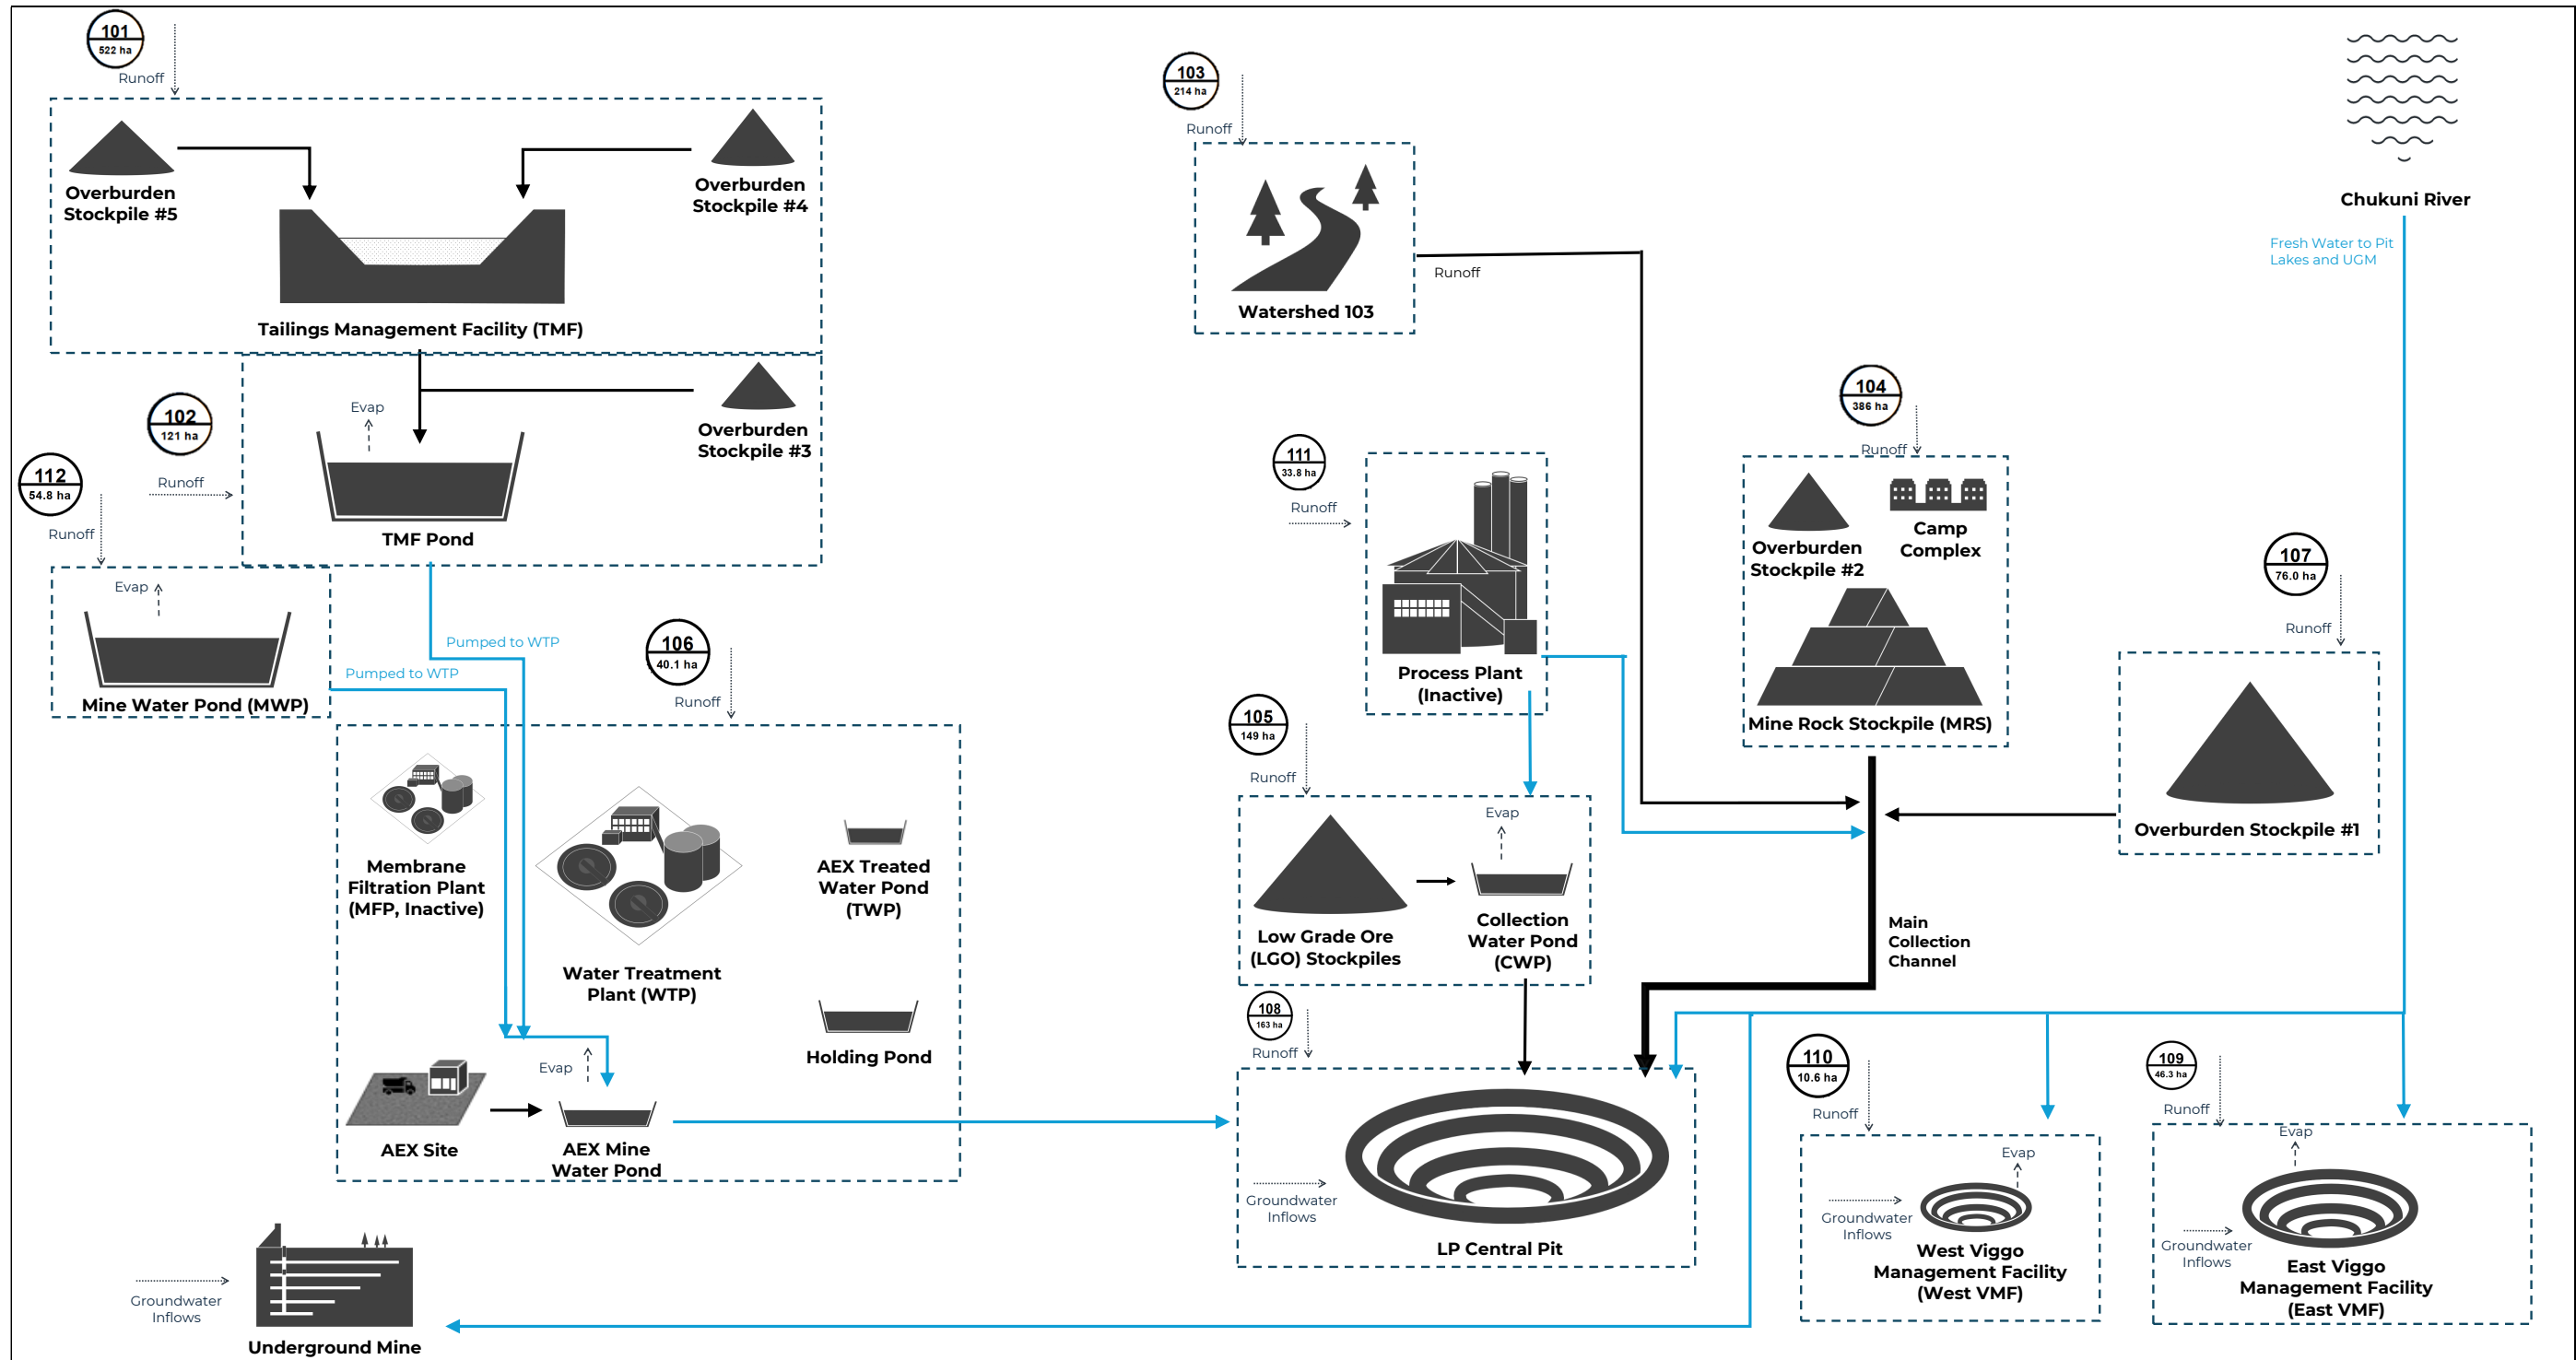 101
522 ha
Runoff
Overburden
Stockpile #5
Overburden
Stockpile #4
Tailings Management Facility (TMF)
102
121 ha
Runoff
Evap
Overburden
Stockpile #3
TMF Pond
112
54.8 ha
Runoff
Evap
Mine Water Pond (MWP)
Pumped to WTP
Pumped to WTP
106
40.1 ha
Runoff
Membrane
Filtration Plant
(MFP, Inactive)
Water Treatment
Plant (WTP)
AEX Treated
Water Pond
(TWP)
Holding Pond
Evap
AEX Site
AEX Mine
Water Pond
Groundwater
Inflows
Underground Mine
103
214 ha
Runoff
Watershed 103
Runoff
111
33.8 ha
Runoff
Process Plant
(Inactive)
104
386 ha
Runoff
Overburden
Stockpile #2
Camp
Complex
Mine Rock Stockpile (MRS)
Chukuni River
Fresh Water to Pit
Lakes and UGM
107
76.0 ha
Runoff
Overburden Stockpile #1
105
149 ha
Runoff
Evap
Low Grade Ore
(LGO) Stockpiles
Collection
Water Pond
(CWP)
Main
Collection
Channel
108
163 ha
Runoff
Groundwater
Inflows
LP Central Pit
110
10.6 ha
Runoff
Evap
Groundwater
Inflows
West Viggo
Management Facility
(West VMF)
109
46.3 ha
Runoff
Evap
Groundwater
Inflows
East Viggo
Management Facility
(East VMF)